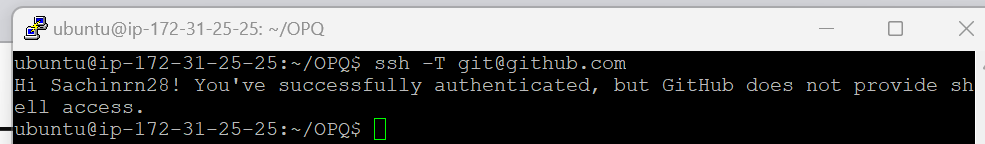 ubuntu@ip-172-31-25-25: ~/OPQ
ubuntu@ip-172-31-25-25:~/OPQ$ ssh -T git@github.com
Hi Sachinrn28! You've successfully authenticated, but GitHub does not provide sh
ell access.
ubuntu@ip-172-31-25-25:~/OPQ$